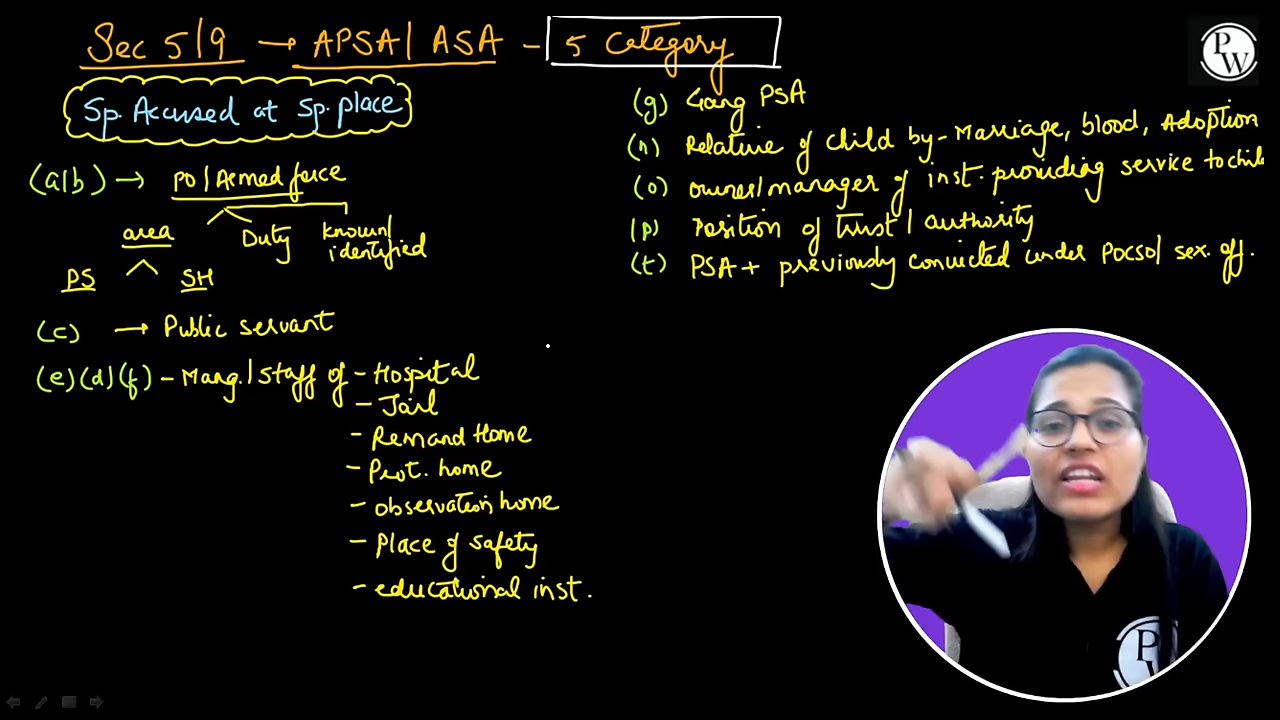 Sec 5/9 → APSA/ ASA - 5 Category
Sp. Accused at Sp. place
(a/b) → PO/Armed force
area Duty known/ identified
PS SH
(c) → Public servant
(e)(d)(f) - Mang./Staff of - Hospital
- Jail
- Remand Home
- Prot. home
- observation home
- Place of safety
- educational inst.
(g) Gang PSA
(n) Relative of child by - Marriage, blood, Adoption
(o) owner/manager of inst. providing service to chil
(p) Position of trust/authority
(t) PSA + previously convicted under Pocso/ sex. off.
PW
PW